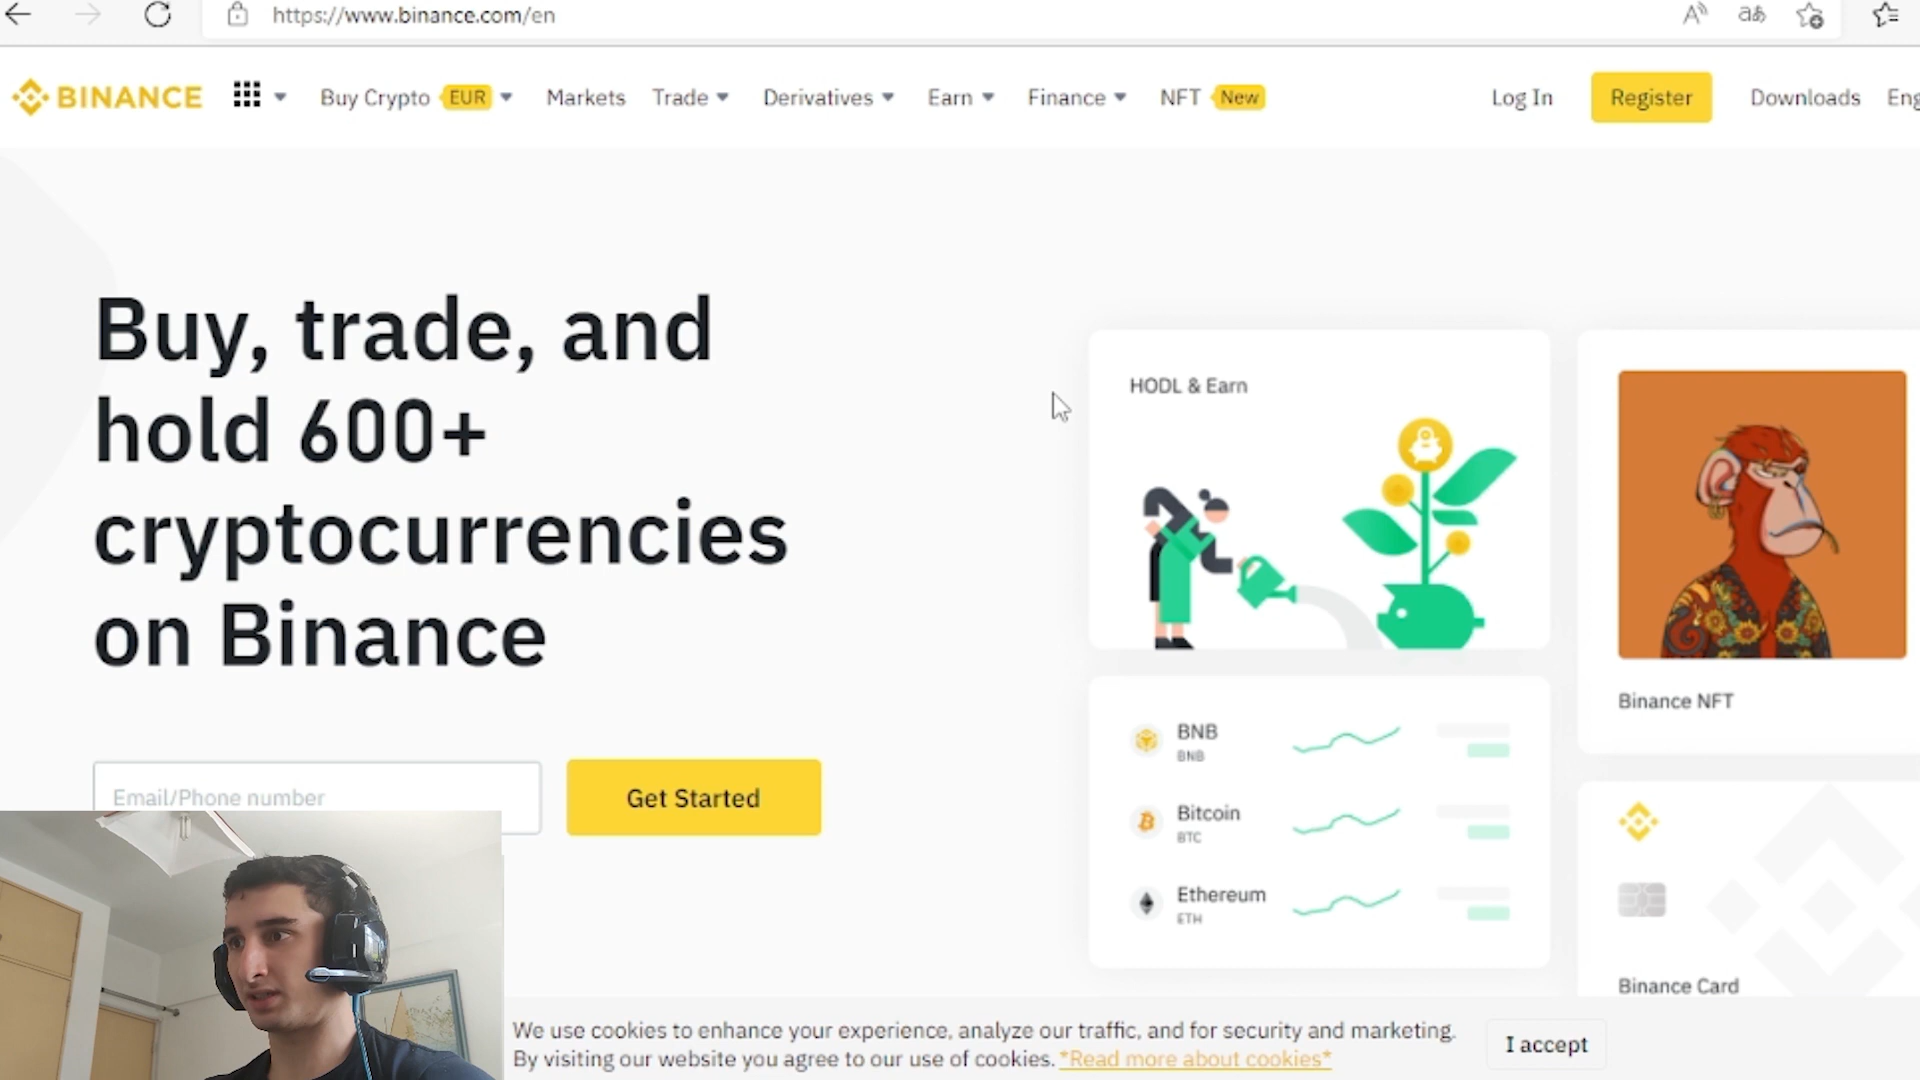 https://www.binance.com/en
BINANCE Buy Crypto EUR Markets Trade Derivatives Earn Finance NFT New Log In Register Downloads Eng
Buy, trade, and
hold 600+
cryptocurrencies
on Binance
Email/Phone number
Get Started
HODL & Earn
BNB
BNB
Bitcoin
BTC
Ethereum
ETH
Binance NFT
Binance Card
We use cookies to enhance your experience, analyze our traffic, and for security and marketing.
By visiting our website you agree to our use of cookies. *Read more about cookies*
I accept